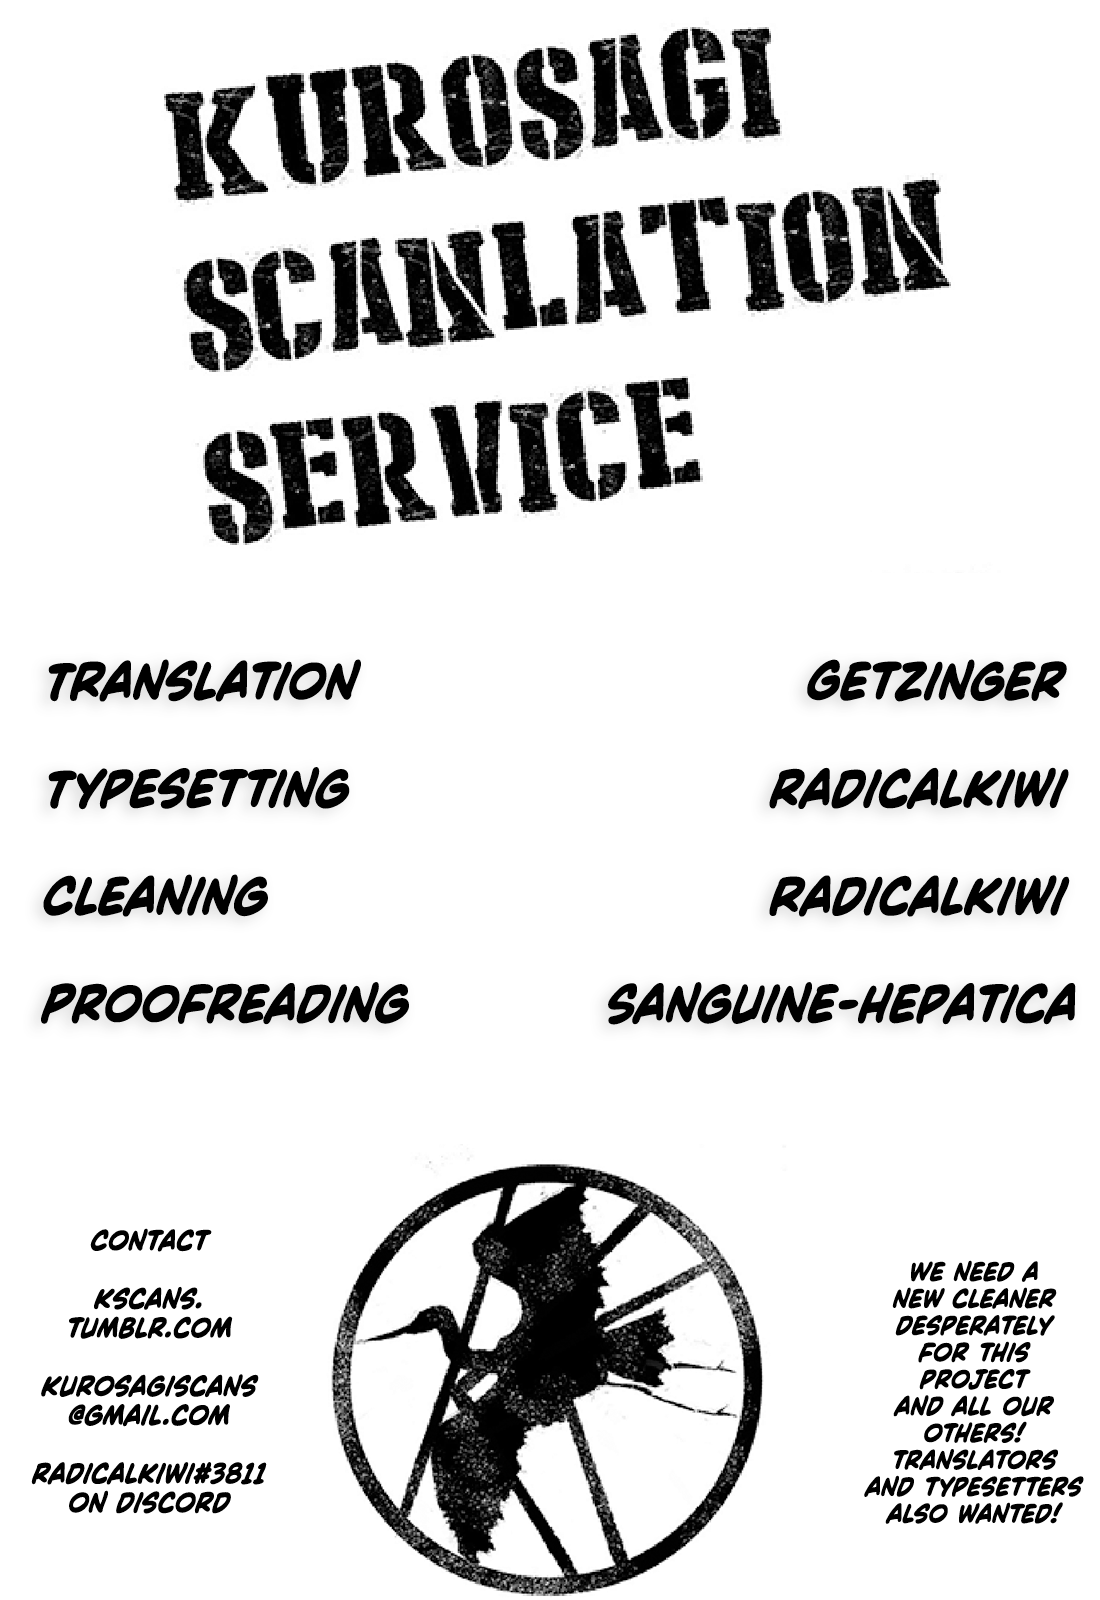 KUROSAGI
SCANLATION
SERVICE
TRANSLATION GETZINGER
TYPESETTING RADICALKIWI
CLEANING RADICALKIWI
PROOFREADING SANGUINE-HEPATICA
CONTACT
KSCANS.
TUMBLR.COM
KUROSAGISCANS
@GMAIL.COM
RADICALKIWI#3811
ON DISCORD
WE NEED A
NEW CLEANER
DESPERATELY
FOR THIS
PROJECT
AND ALL OUR
OTHERS!
TRANSLATORS
AND TYPESETTERS
ALSO WANTED!